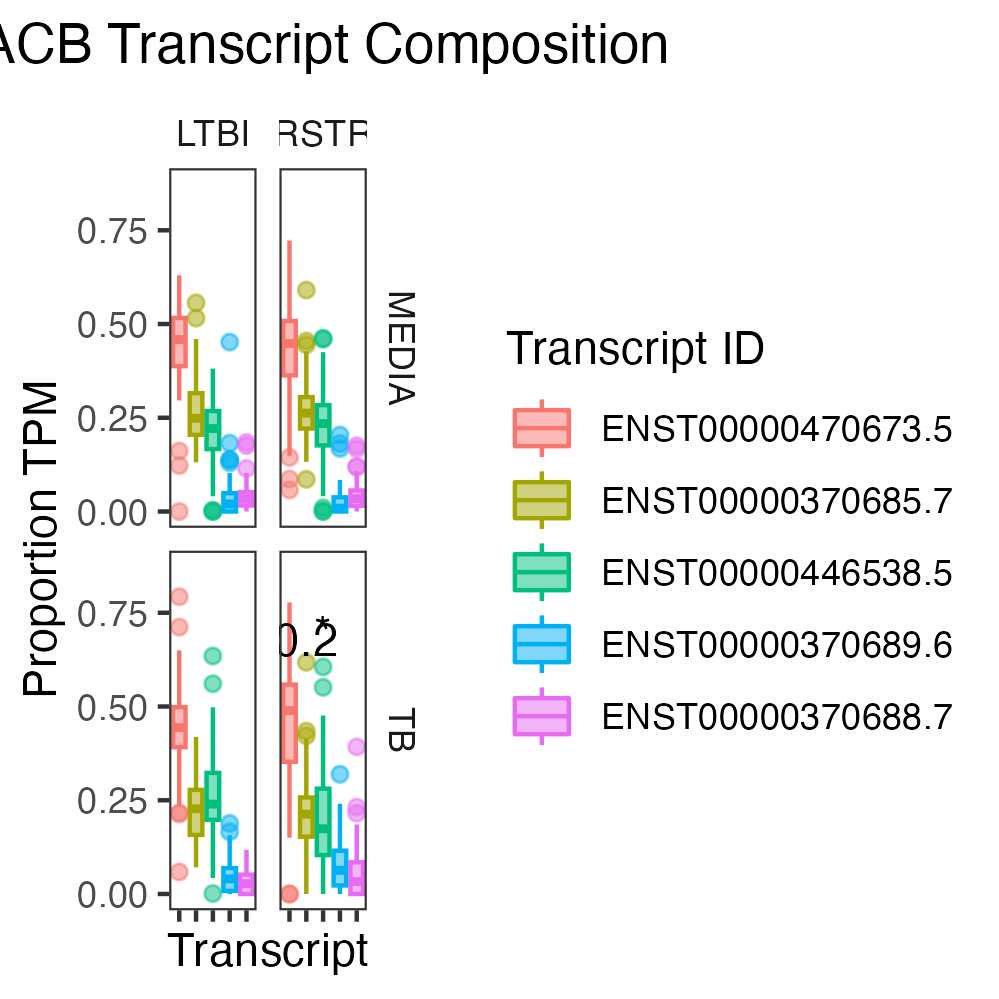 ACB Transcript Composition
LTBI
RSTR
0.75
0.50
0.25
0.00
MEDIA
0.75
0.50
0.25
0.00
*
0.2
TB
Proportion TPM
Transcript
Transcript ID
ENST00000470673.5
ENST00000370685.7
ENST00000446538.5
ENST00000370689.6
ENST00000370688.7